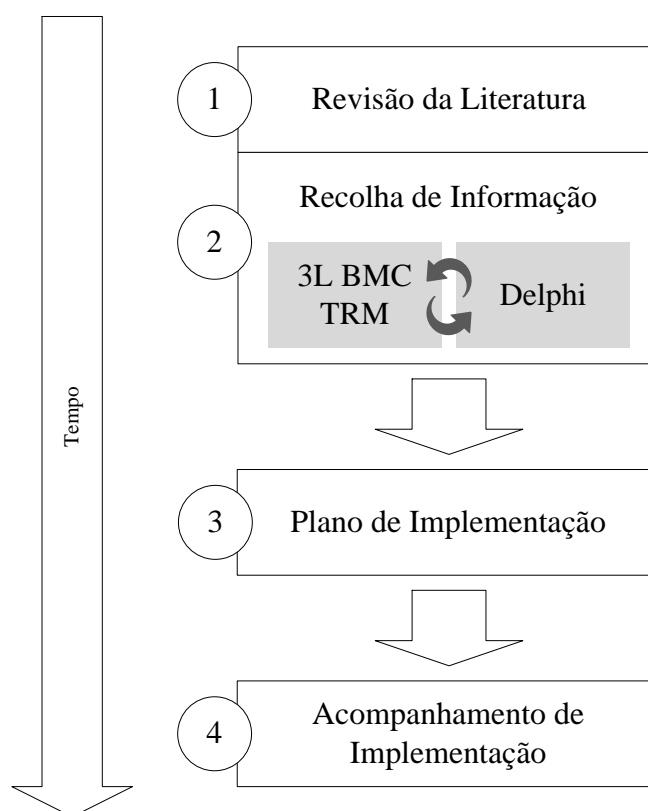 1
Revisão da Literatura
2
Recolha de Informação
3L BMC
TRM
Delphi
Tempo
3
Plano de Implementação
4
Acompanhamento de
Implementação